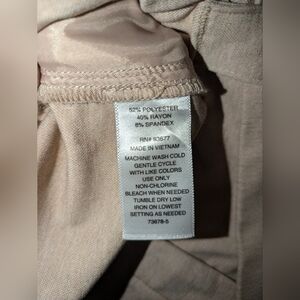 52% POLYESTER
40% RAYON
8% SPANDEX
RN# 93677
MADE IN VIETNAM
MACHINE WASH COLD
GENTLE CYCLE
WITH LIKE COLORS
USE ONLY
NON-CHLORINE
BLEACH WHEN NEEDED
TUMBLE DRY LOW
IRON ON LOWEST
SETTING AS NEEDED
73678-5